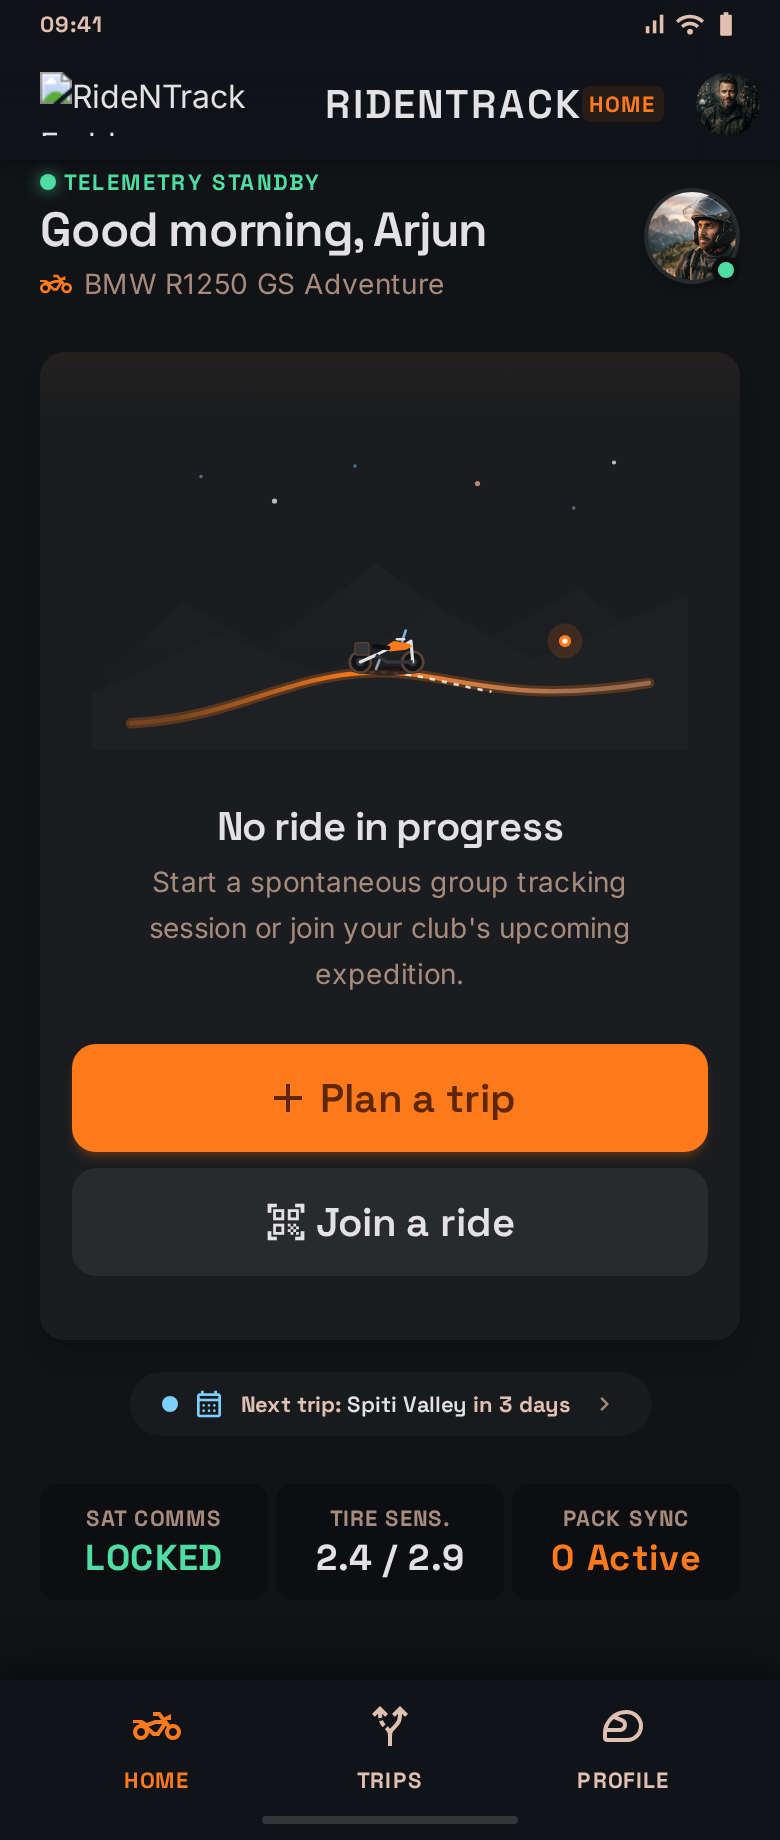 09:41
RideNTrack
RIDENTRACK HOME
TELEMETRY STANDBY
Good morning, Arjun
BMW R1250 GS Adventure
No ride in progress
Start a spontaneous group tracking
session or join your club's upcoming
expedition.
Plan a trip
Join a ride
Next trip: Spiti Valley in 3 days
SAT COMMS TIRE SENS. PACK SYNC
LOCKED 2.4 / 2.9 0 Active
HOME TRIPS PROFILE